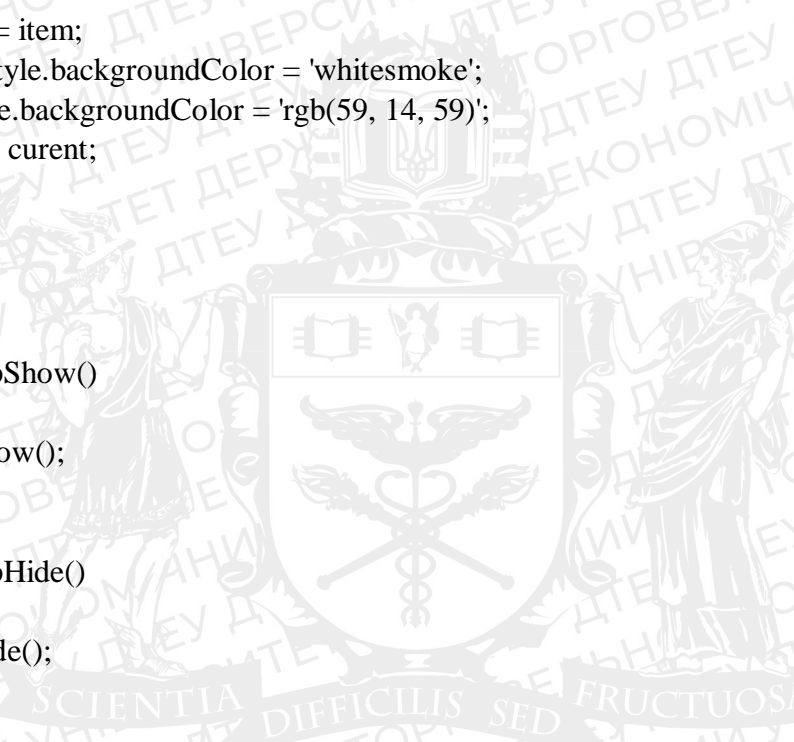 = item;
tyle.backgroundColor = 'whitesmoke';
e.backgroundColor = 'rgb(59, 14, 59)';
curent;
oShow()
ow();
oHide()
de();
SCIENTIA DIFFICILIS SED FRUCTUOSA